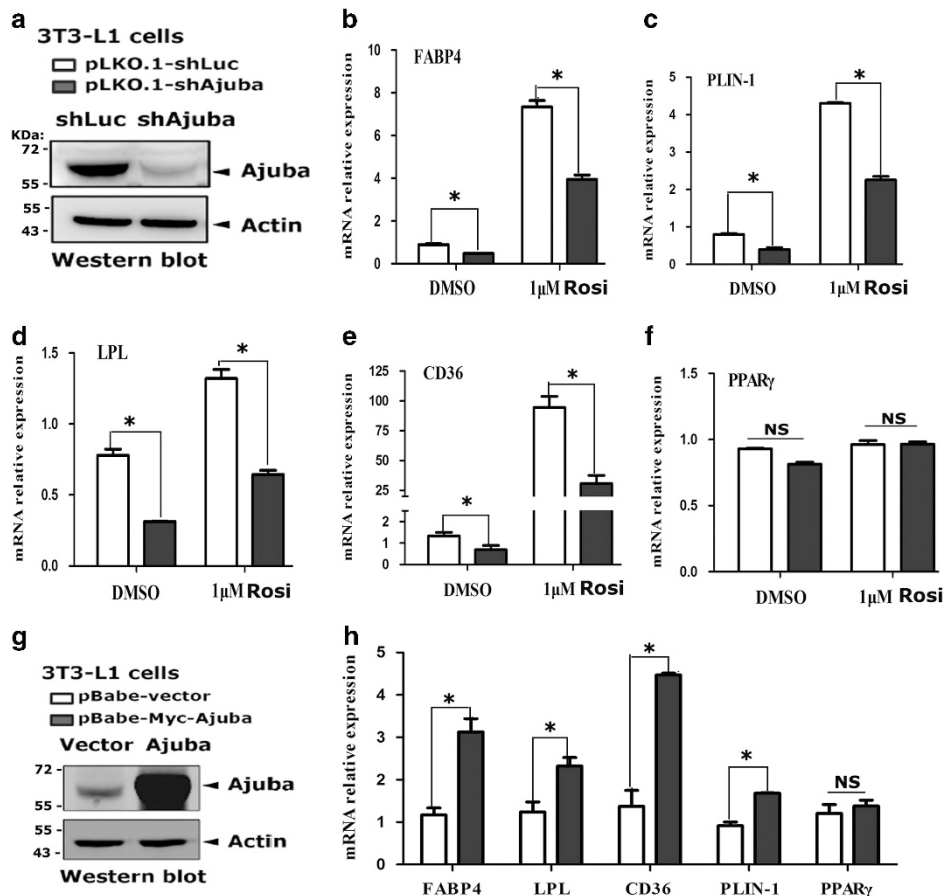 a
3T3-L1 cells
pLKO.1-shLuc
pLKO.1-shAjuba
shLuc shAjuba
KDa:
72 -
55 -
Ajuba
55 -
43 -
Actin
Western blot
b
FABP4
mRNA relative expression
10
8
6
4
2
0
*
*
DMSO
1μM Rosi
c
PLIN-1
mRNA relative expression
5
4
3
2
1
0
*
*
DMSO
1μM Rosi
d
LPL
mRNA relative expression
1.5
1.0
0.5
0.0
*
*
DMSO
1μM Rosi
e
CD36
mRNA relative expression
125
100
75
50
25
2
1
0
*
*
DMSO
1μM Rosi
f
PPARγ
mRNA relative expression
1.5
1.0
0.5
0.0
NS
NS
DMSO
1μM Rosi
g
3T3-L1 cells
pBabe-vector
pBabe-Myc-Ajuba
Vector Ajuba
72 -
55 -
Ajuba
55 -
43 -
Actin
Western blot
h
mRNA relative expression
5
4
3
2
1
0
*
*
*
*
NS
FABP4
LPL
CD36
PLIN-1
PPARγ